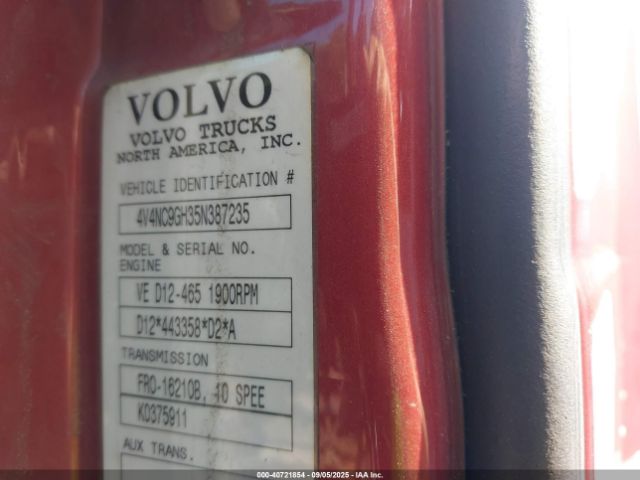 VOLVO
VOLVO TRUCKS
NORTH AMERICA, INC.
VEHICLE IDENTIFICATION #
4V4NC9GH35N387235
MODEL & SERIAL NO.
ENGINE
VE D12-465 1900RPM
D12*443358*D2*A
TRANSMISSION
FRO-16210B, 10 SPEE
K0375911
AUX TRANS.
000-40721854 - 09/05/2025 - IAA Inc.